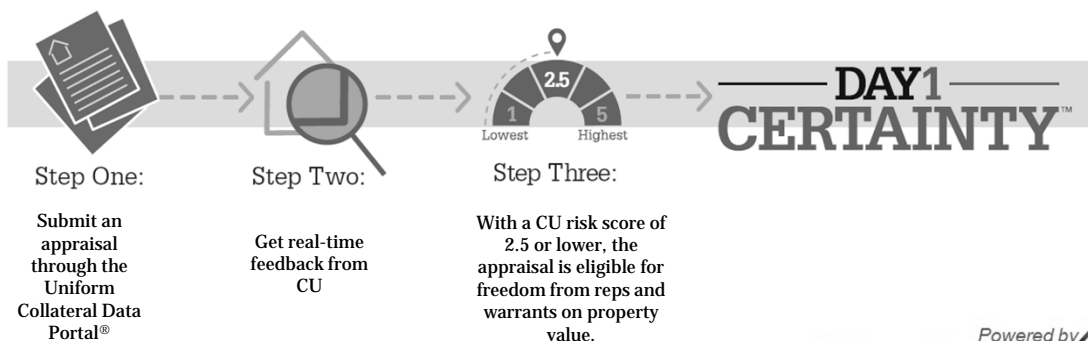 2.5
1
5
Lowest
Highest
DAY1
CERTAINTY™
Step One:
Submit an
appraisal
through the
Uniform
Collateral Data
Portal®
Step Two:
Get real-time
feedback from
CU
Step Three:
With a CU risk score of
2.5 or lower, the
appraisal is eligible for
freedom from reps and
warrants on property
value.
Powered by